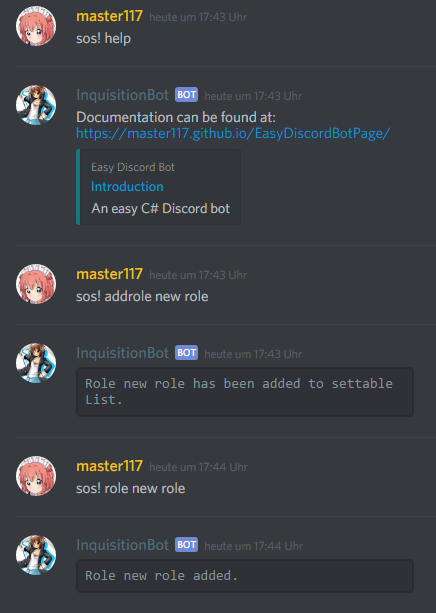 master117 heute um 17:43 Uhr
sos! help
InquisitionBot BOT heute um 17:43 Uhr
Documentation can be found at:
https://master117.github.io/EasyDiscordBotPage/
Easy Discord Bot
Introduction
An easy C# Discord bot
master117 heute um 17:43 Uhr
sos! addrole new role
InquisitionBot BOT heute um 17:43 Uhr
Role new role has been added to settable
List.
master117 heute um 17:44 Uhr
sos! role new role
InquisitionBot BOT heute um 17:44 Uhr
Role new role added.